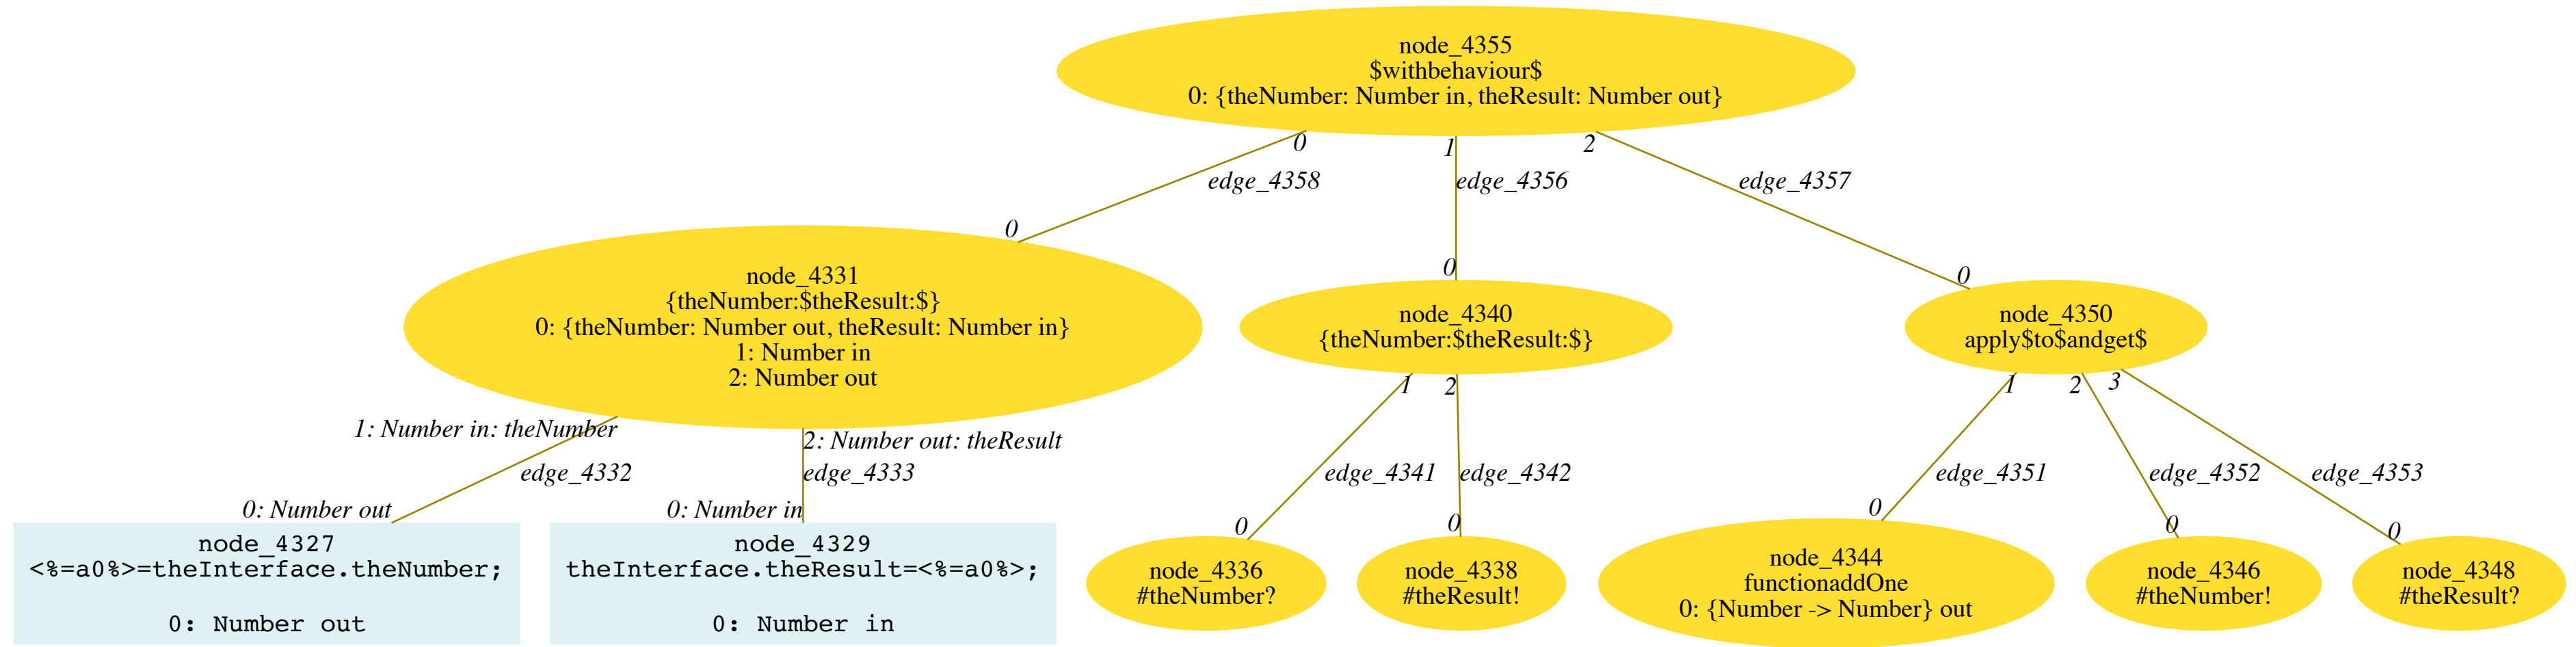 node_4355
$withbehaviour$
0: {theNumber: Number in, theResult: Number out}
0
1
2
edge_4358
edge_4356
edge_4357
0
0
0
node_4331
{theNumber:$theResult:$}
0: {theNumber: Number out, theResult: Number in}
1: Number in
2: Number out
node_4340
{theNumber:$theResult:$}
node_4350
apply$to$andget$
1: Number in: theNumber
2: Number out: theResult
1
2
1
2
3
edge_4332
edge_4333
edge_4341
edge_4342
edge_4351
edge_4352
edge_4353
0: Number out
0: Number in
0
0
0
0
0
node_4327
<%=a0%>=theInterface.theNumber;
0: Number out
node_4329
theInterface.theResult=<%=a0%>;
0: Number in
node_4336
#theNumber?
node_4338
#theResult!
node_4344
functionaddOne
0: {Number -> Number} out
node_4346
#theNumber!
node_4348
#theResult?